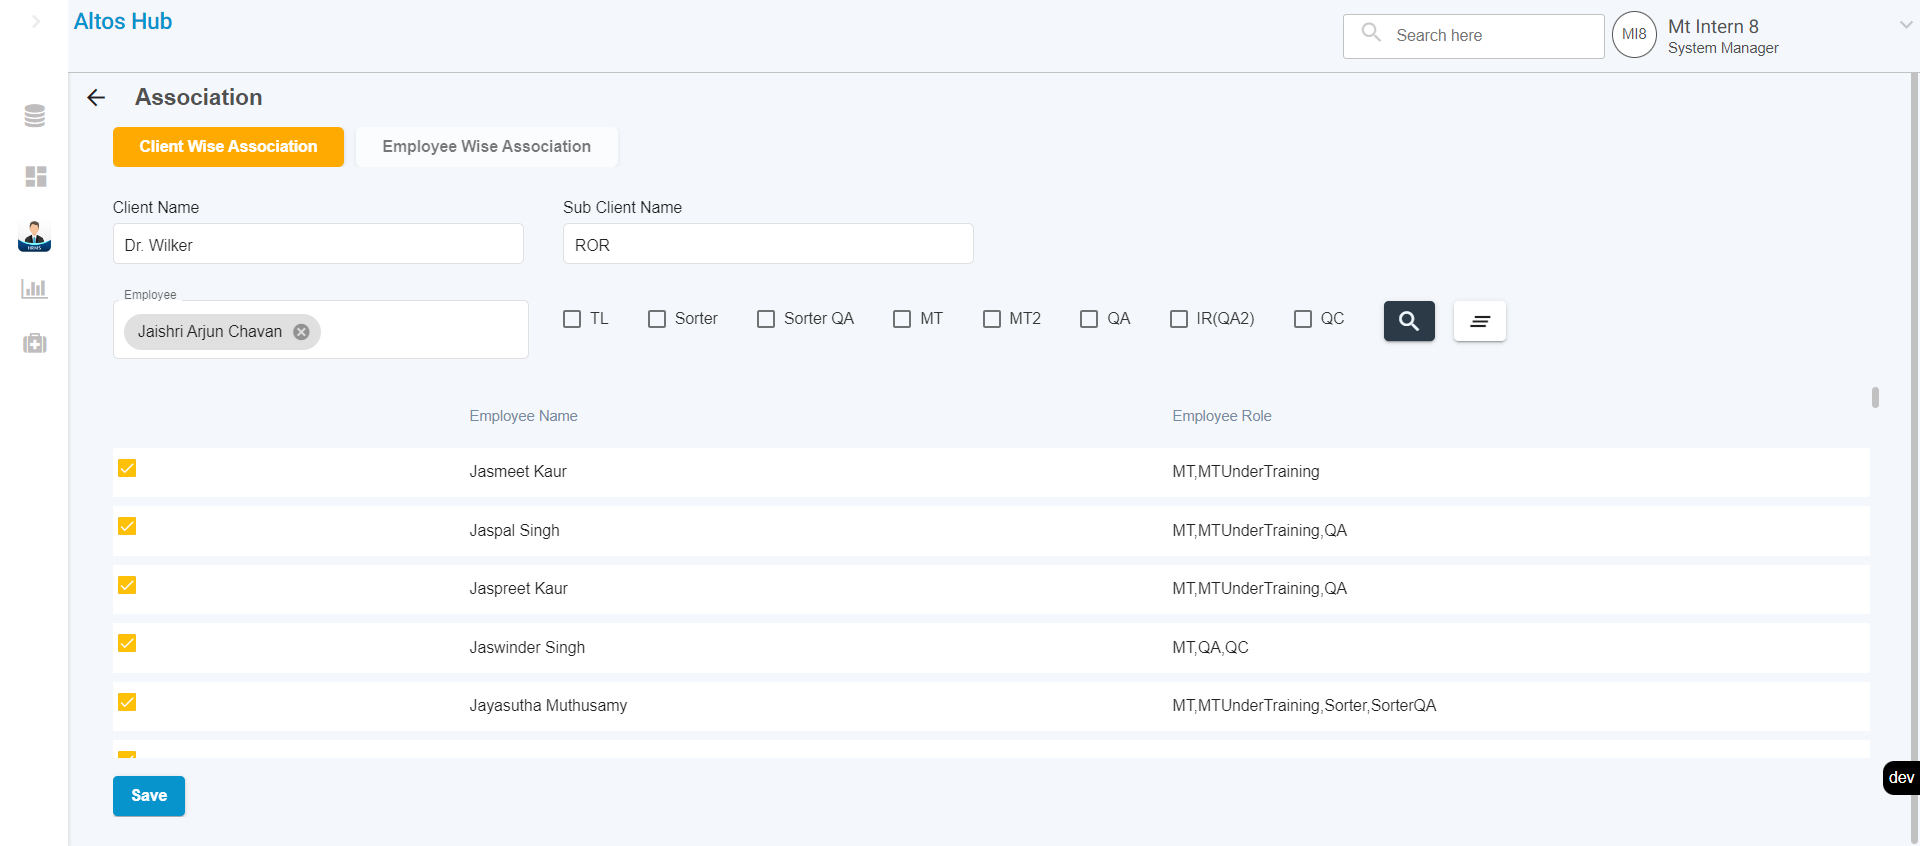 Altos Hub
Search here
MI8
Mt Intern 8
System Manager
Association
Client Wise Association
Employee Wise Association
Client Name
Sub Client Name
Dr. Wilker
ROR
Employee
Jaishri Arjun Chavan
TL
Sorter
Sorter QA
MT
MT2
QA
IR(QA2)
QC
Employee Name
Employee Role
Jasmeet Kaur
MT,MTUnderTraining
Jaspal Singh
MT,MTUnderTraining,QA
Jaspreet Kaur
MT,MTUnderTraining,QA
Jaswinder Singh
MT,QA,QC
Jayasutha Muthusamy
MT,MTUnderTraining,Sorter,SorterQA
Save
dev
HRMS